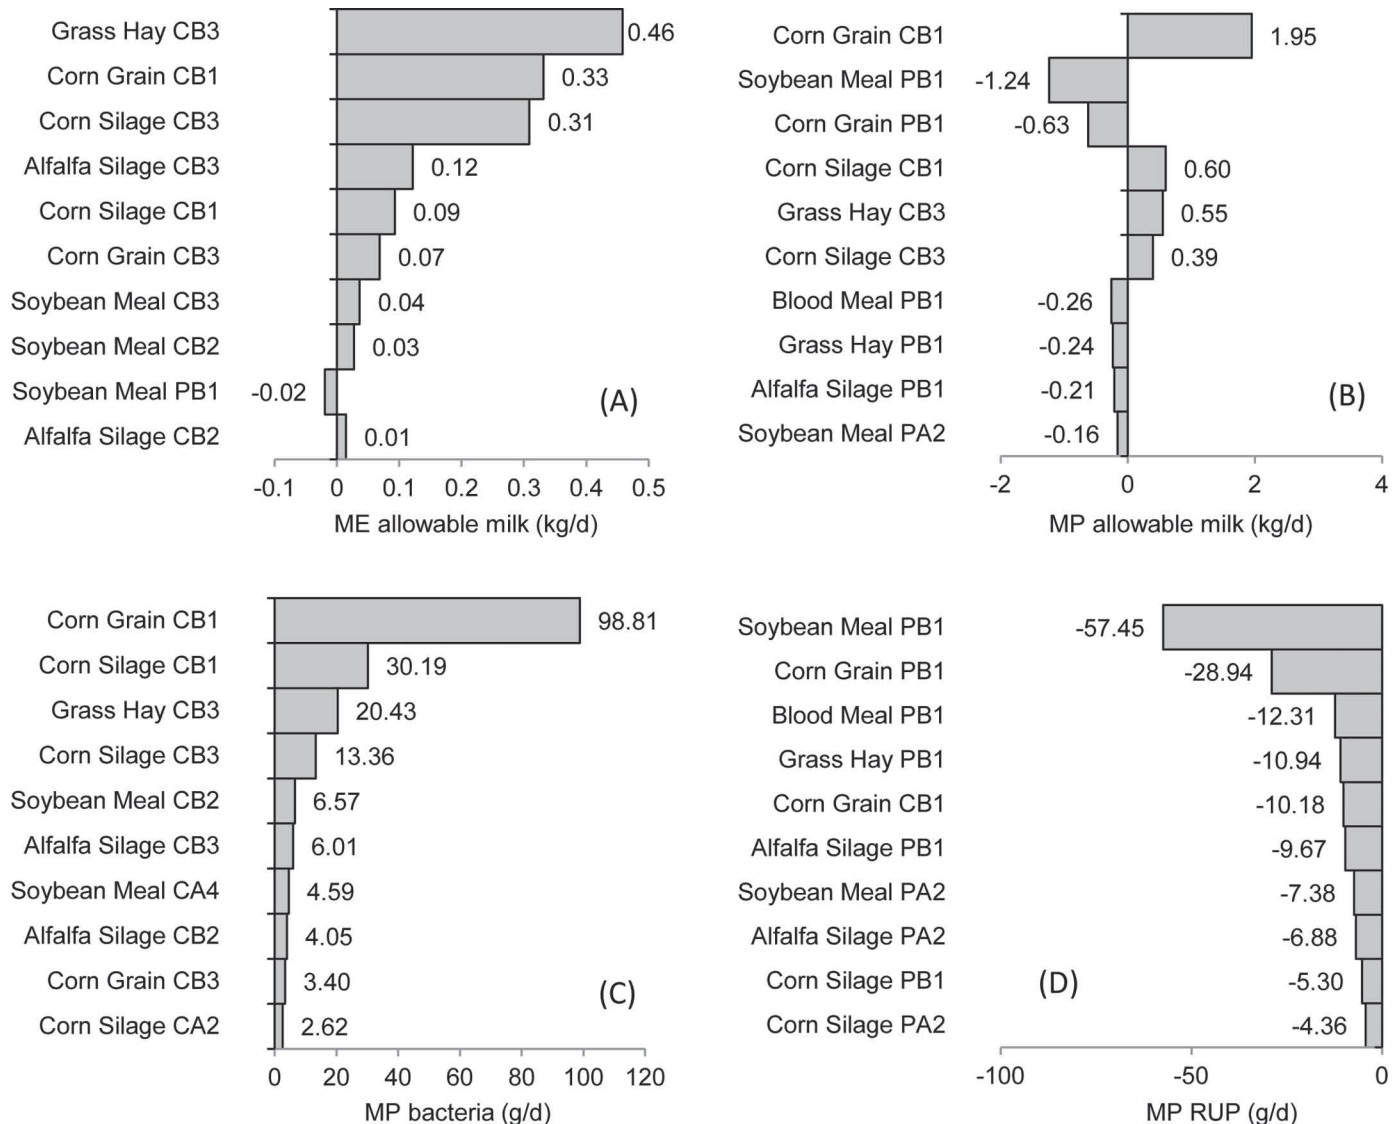 Grass Hay CB3 0.46
Corn Grain CB1 0.33
Corn Silage CB3 0.31
Alfalfa Silage CB3 0.12
Corn Silage CB1 0.09
Corn Grain CB3 0.07
Soybean Meal CB3 0.04
Soybean Meal CB2 0.03
Soybean Meal PB1 -0.02
(A)
Alfalfa Silage CB2 0.01
-0.1 0 0.1 0.2 0.3 0.4 0.5
ME allowable milk (kg/d)
Corn Grain CB1 1.95
Soybean Meal PB1 -1.24
Corn Grain PB1 -0.63
Corn Silage CB1 0.60
Grass Hay CB3 0.55
Corn Silage CB3 0.39
Blood Meal PB1 -0.26
Grass Hay PB1 -0.24
Alfalfa Silage PB1 -0.21
(B)
Soybean Meal PA2 -0.16
-2 0 2 4
MP allowable milk (kg/d)
Corn Grain CB1 98.81
Corn Silage CB1 30.19
Grass Hay CB3 20.43
Corn Silage CB3 13.36
Soybean Meal CB2 6.57
Alfalfa Silage CB3 6.01
Soybean Meal CA4 4.59
Alfalfa Silage CB2 4.05
Corn Grain CB3 3.40
(C)
Corn Silage CA2 2.62
0 20 40 60 80 100 120
MP bacteria (g/d)
Soybean Meal PB1 -57.45
Corn Grain PB1 -28.94
Blood Meal PB1 -12.31
Grass Hay PB1 -10.94
Corn Grain CB1 -10.18
Alfalfa Silage PB1 -9.67
Soybean Meal PA2 -7.38
Alfalfa Silage PA2 -6.88
Corn Silage PB1 -5.30
(D)
Corn Silage PA2 -4.36
-100 -50 0
MP RUP (g/d)